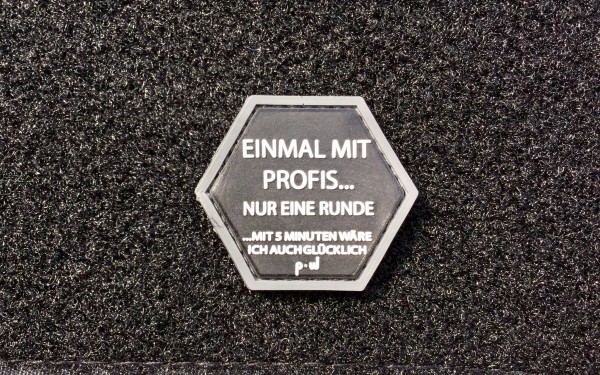 EINMAL MIT
PROFIS...
NUR EINE RUNDE
...MIT 5 MINUTEN WÄRE
ICH AUCH GLÜCKLICH